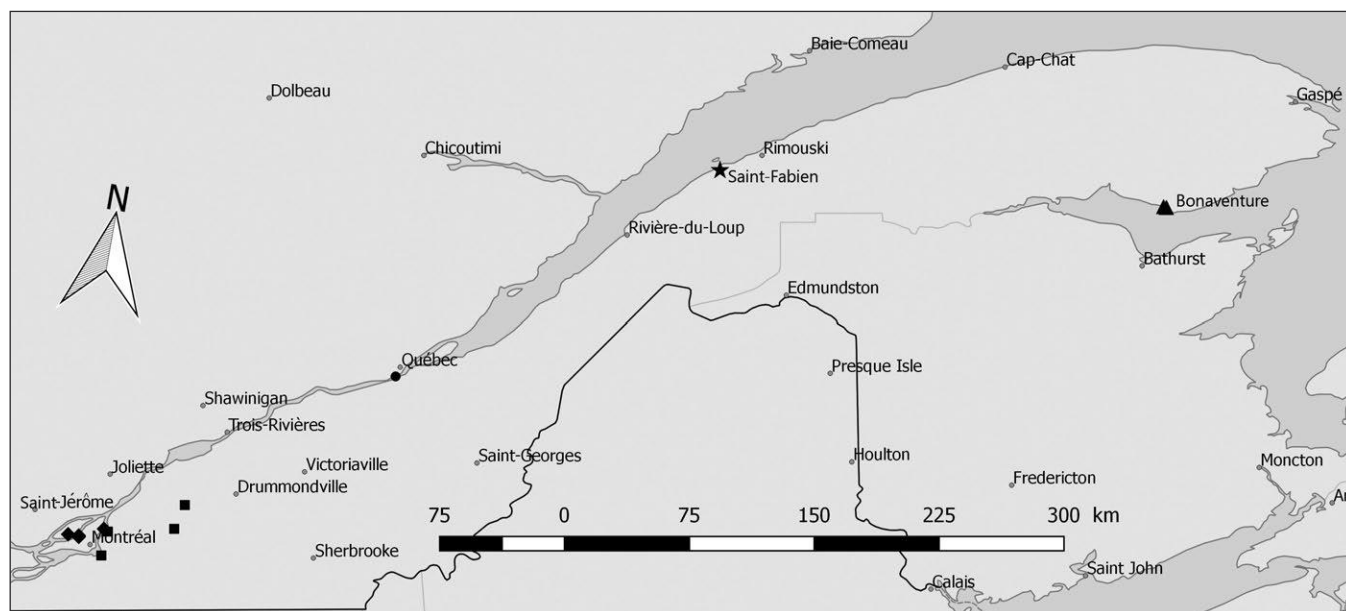 Baie-Comeau
Cap-Chat
Dolbeau
Gaspé
Chicoutimi
Rimouski
Saint-Fabien
N
Bonaventure
Rivière-du-Loup
Bathurst
Edmundston
Québec
Presque Isle
Shawinigan
Trois-Rivières
Saint-Georges
Houlton
Joliette
Victoriaville
Moncton
Drummondville
Fredericton
Saint-Jérôme
Am
75 0 75 150 225 300 km
Montréal
Sherbrooke
Saint John
Calais